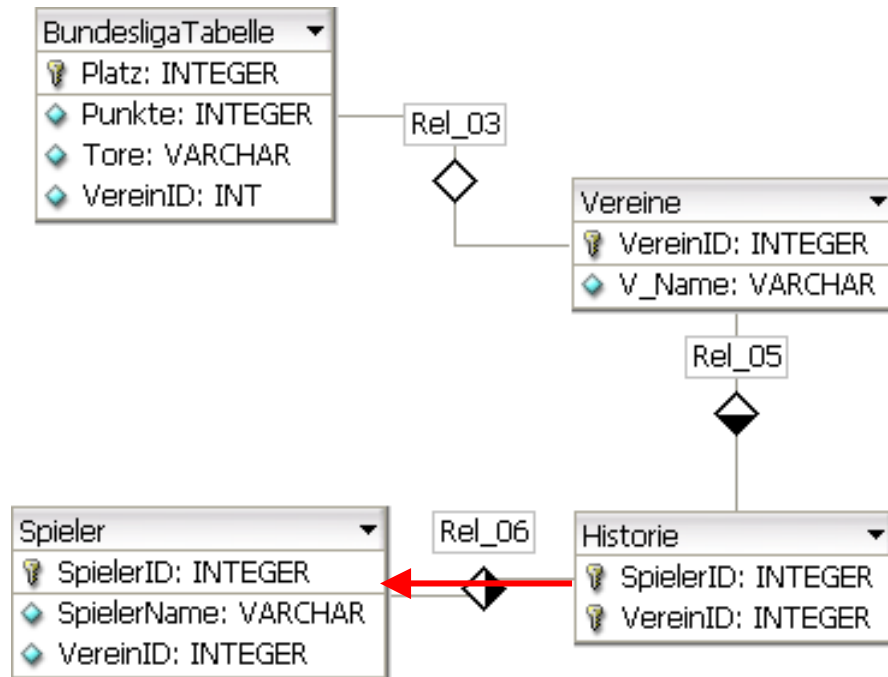 BundesligaTabelle
Platz: INTEGER
Punkte: INTEGER
Tore: VARCHAR
VereinID: INT
Rel_03
Vereine
VereinID: INTEGER
V_Name: VARCHAR
Rel_05
Spieler
SpielerID: INTEGER
SpielerName: VARCHAR
VereinID: INTEGER
Rel_06
Historie
SpielerID: INTEGER
VereinID: INTEGER